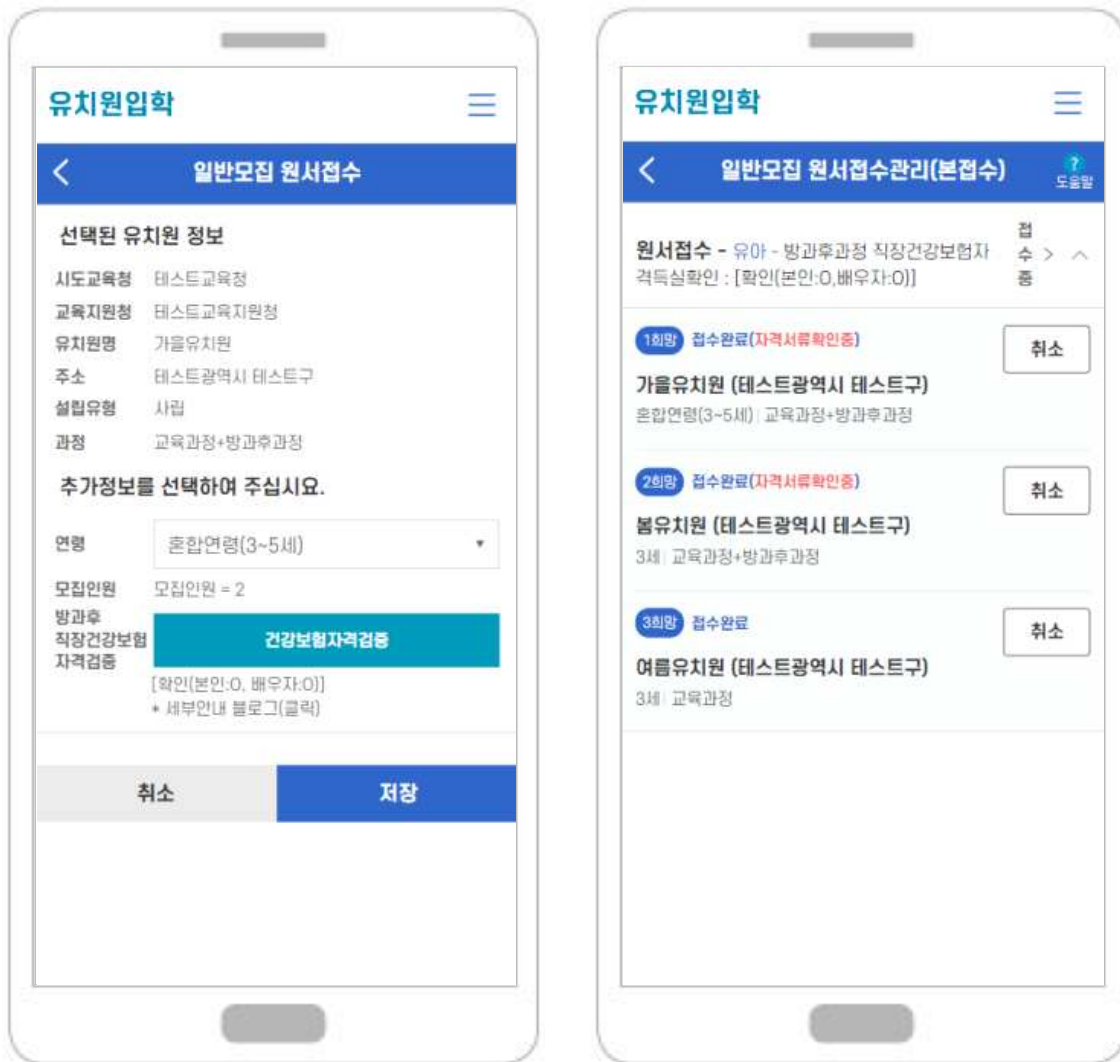 유치원입학
일반모집 원서접수
선택된 유치원 정보
시도교육청 테스트교육청
교육지원청 테스트교육지원청
유치원명 가을유치원
주소 테스트광역시 테스트구
설립유형 사립
과정 교육과정+방과후과정
추가정보를 선택하여 주십시요.
연령 혼합연령(3~5세)
모집인원 모집인원 = 2
방과후
직장건강보험
자격검증
건강보험자격검증
[확인(본인:O, 배우자:O)]
* 세부안내 블로그(클릭)
취소 저장
유치원입학
일반모집 원서접수관리(본접수)
?
도움말
원서접수 - 유아 - 방과후과정 직장건강보험자
격득실확인 : [확인(본인:O,배우자:O)]
접
수
중
1희망 접수완료(자격서류확인중) 취소
가을유치원 (테스트광역시 테스트구)
혼합연령(3~5세) | 교육과정+방과후과정
2희망 접수완료(자격서류확인중) 취소
봄유치원 (테스트광역시 테스트구)
3세 | 교육과정+방과후과정
3희망 접수완료 취소
여름유치원 (테스트광역시 테스트구)
3세 | 교육과정